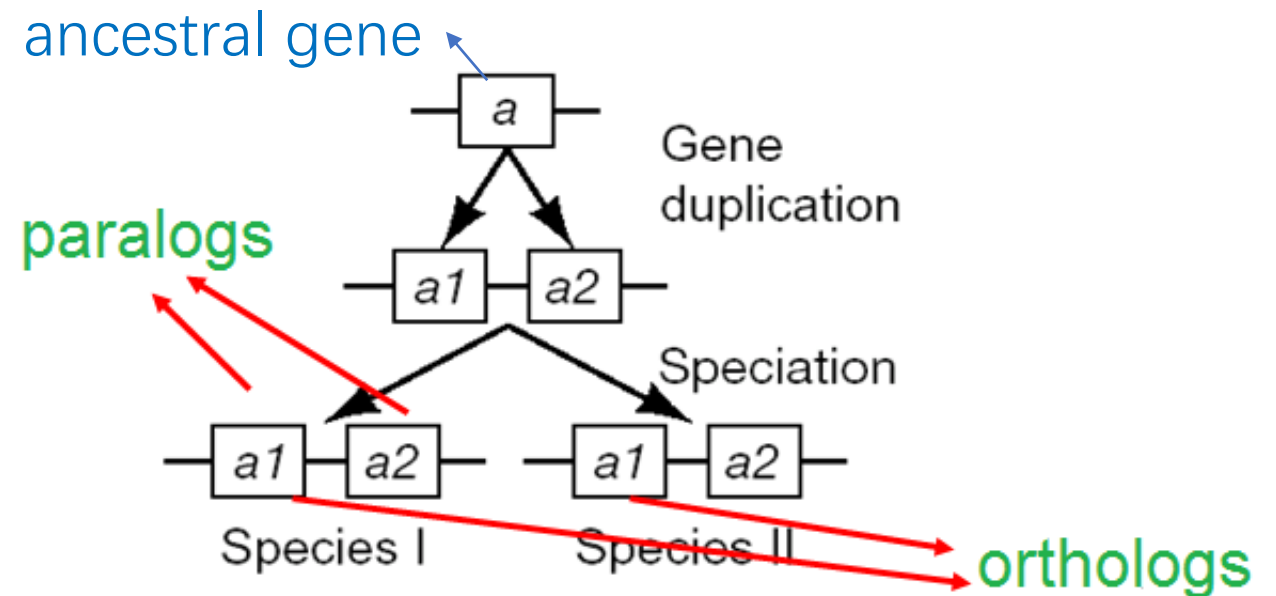 ancestral gene
a
Gene
duplication
paralogs
a1 a2
Speciation
a1 a2 a1 a2
Species I Species II
orthologs